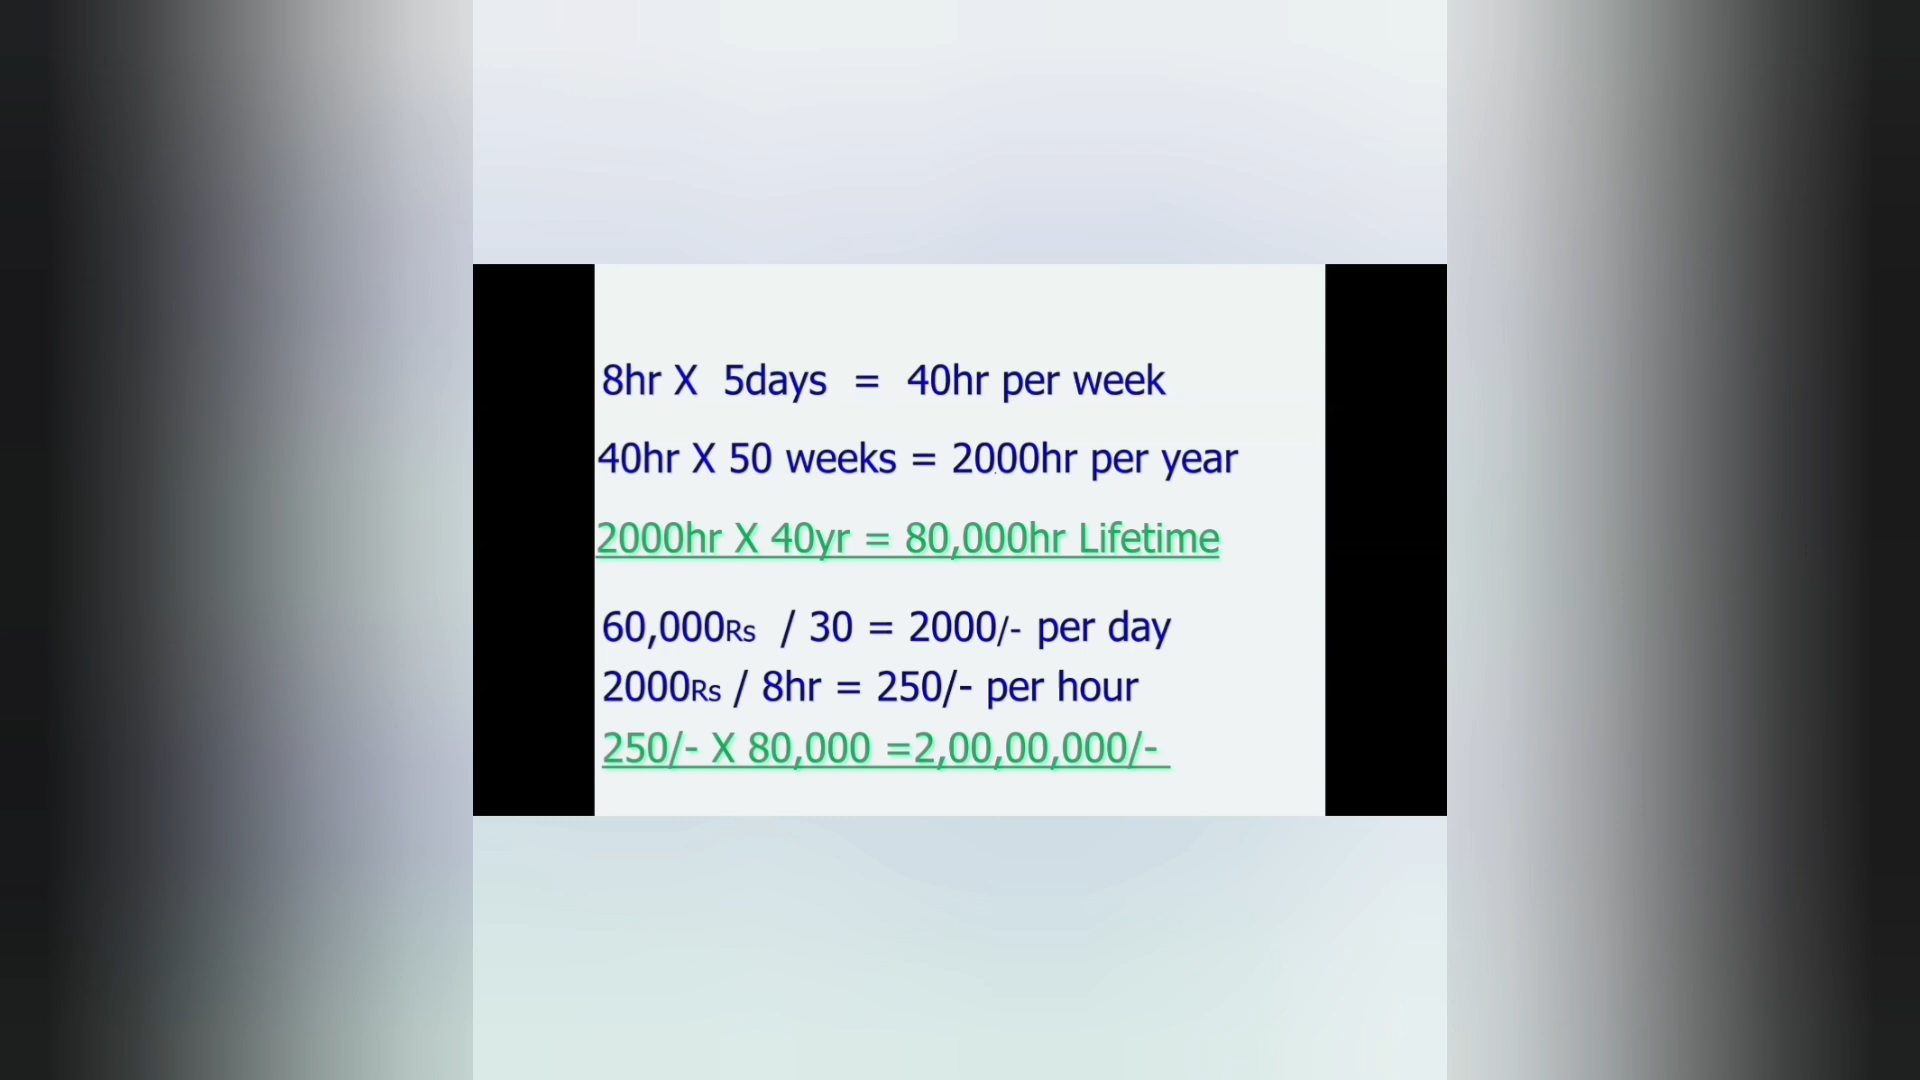 8hr X 5days = 40hr per week
40hr X 50 weeks = 2000hr per year
2000hr X 40yr = 80,000hr Lifetime
60,000Rs / 30 = 2000/- per day
2000Rs / 8hr = 250/- per hour
250/- X 80,000 =2,00,00,000/-